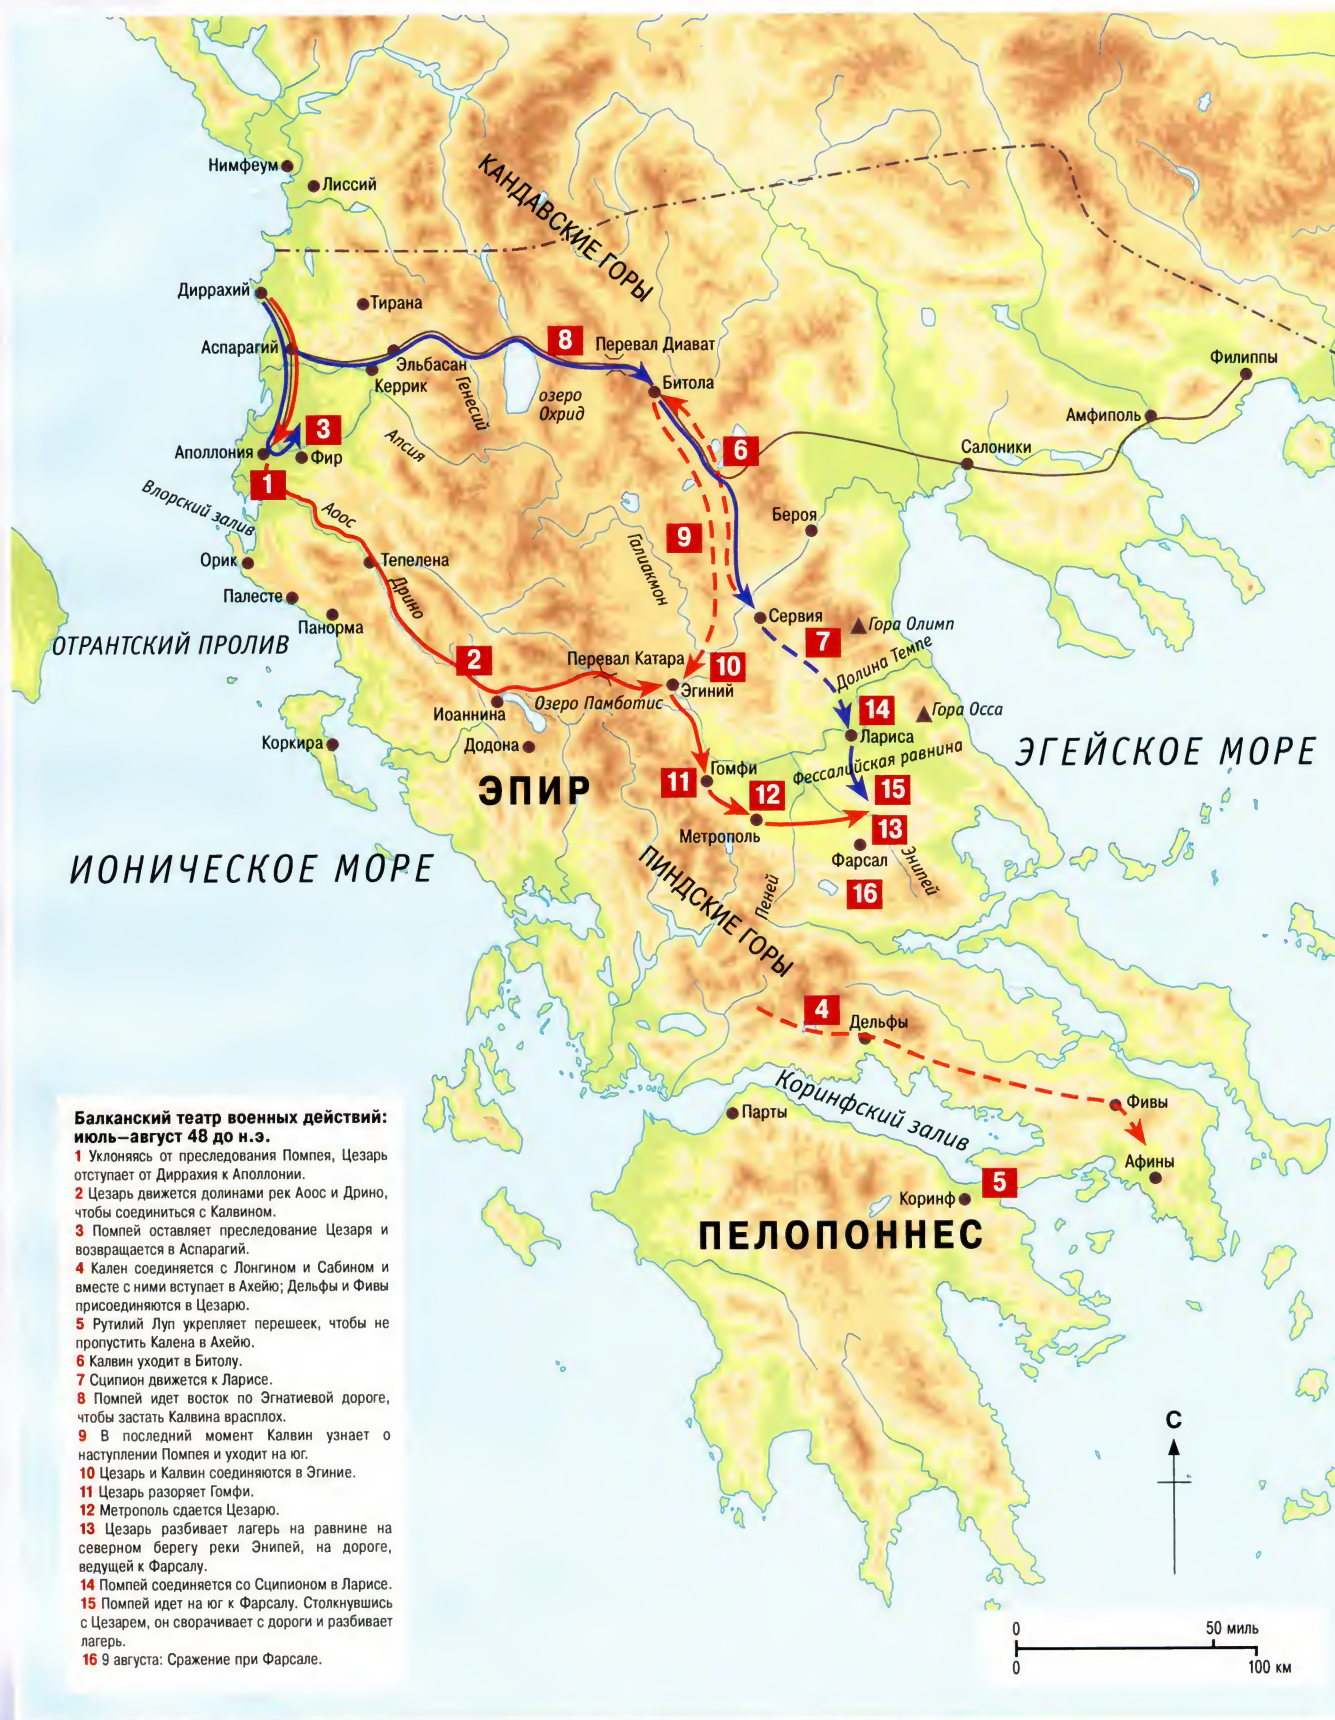 Нимфеум
Лиссий
КАНДАВСКИЕ ГОРЫ
Диррахий
Тирана
Аспарагий
8
Перевал Диават
Эльбасан
Керрик
Генесий
озеро
Охрид
Битола
Филиппы
Амфиполь
3
Аполлония
Фир
Апсия
6
Салоники
1
Влорский залив
Аоос
9
Бероя
Галиакмон
Орик
Тепелена
Дрино
Палесте
Панорма
Сервия
Гора Олимп
7
ОТРАНТСКИЙ ПРОЛИВ
2
Перевал Катара
10
Долина Темпе
Эгиний
Иоаннина
Озеро Памботис
14
Гора Осса
Коркира
Додона
Лариса
ЭГЕЙСКОЕ МОРЕ
Фессалийская равнина
Гомфи
11
ЭПИР
12
15
Метрополь
13
Фарсал
Энипей
ИОНИЧЕСКОЕ МОРЕ
ПИНДСКИЕ ГОРЫ
Пеней
16
4
Дельфы
Коринфский залив
Парты
Фивы
Афины
5
Коринф
ПЕЛОПОННЕС
Балканский театр военных действий:
июль–август 48 до н.э.
1 Уклоняясь от преследования Помпея, Цезарь
отступает от Диррахия к Аполлонии.
2 Цезарь движется долинами рек Аоос и Дрино,
чтобы соединиться с Калвином.
3 Помпей оставляет преследование Цезаря и
возвращается в Аспарагий.
4 Кален соединяется с Лонгином и Сабином и
вместе с ними вступает в Ахейю; Дельфы и Фивы
присоединяются в Цезарю.
5 Рутилий Луп укрепляет перешеек, чтобы не
пропустить Калена в Ахейю.
6 Калвин уходит в Битолу.
7 Сципион движется к Ларисе.
8 Помпей идет восток по Эгнатиевой дороге,
чтобы застать Калвина врасплох.
9 В последний момент Калвин узнает о
наступлении Помпея и уходит на юг.
10 Цезарь и Калвин соединяются в Эгиние.
11 Цезарь разоряет Гомфи.
12 Метрополь сдается Цезарю.
13 Цезарь разбивает лагерь на равнине на
северном берегу реки Энипей, на дороге,
ведущей к Фарсалу.
14 Помпей соединяется со Сципионом в Ларисе.
15 Помпей идет на юг к Фарсалу. Столкнувшись
с Цезарем, он сворачивает с дороги и разбивает
лагерь.
16 9 августа: Сражение при Фарсале.
С
0 50 миль
0 100 км